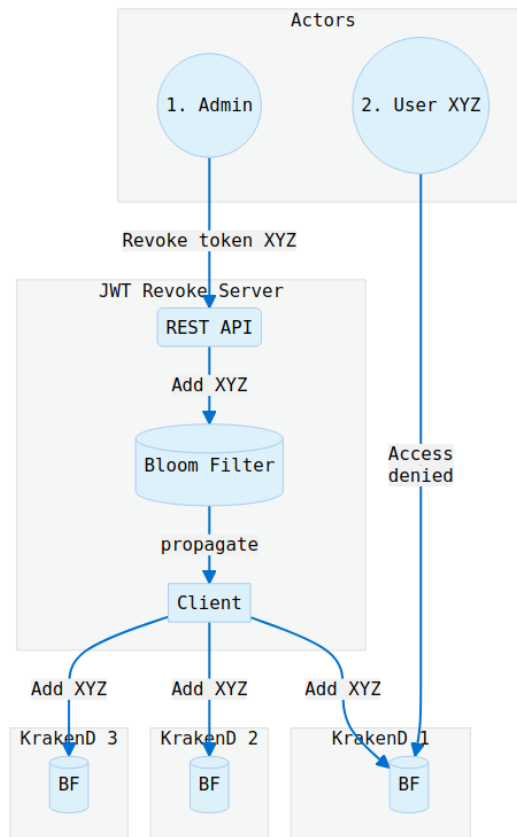 Actors
1. Admin
2. User XYZ
Revoke token XYZ
JWT Revoke Server
REST API
Add XYZ
Bloom Filter
Access
denied
propagate
Client
Add XYZ
Add XYZ
Add XYZ
KrakenD 3
KrakenD 2
KrakenD 1
BF
BF
BF